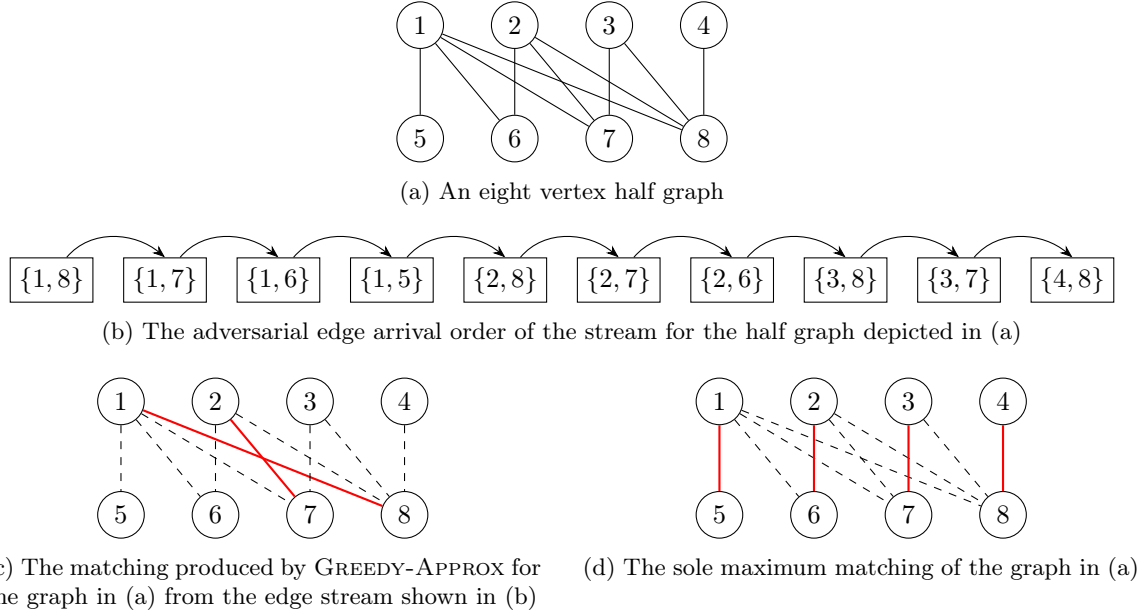 1 2 3 4
5 6 7 8
(a) An eight vertex half graph
{1, 8} {1, 7} {1, 6} {1, 5} {2, 8} {2, 7} {2, 6} {3, 8} {3, 7} {4, 8}
(b) The adversarial edge arrival order of the stream for the half graph depicted in (a)
1 2 3 4
5 6 7 8
c) The matching produced by GREEDY-APPROX for
he graph in (a) from the edge stream shown in (b)
1 2 3 4
5 6 7 8
(d) The sole maximum matching of the graph in (a)